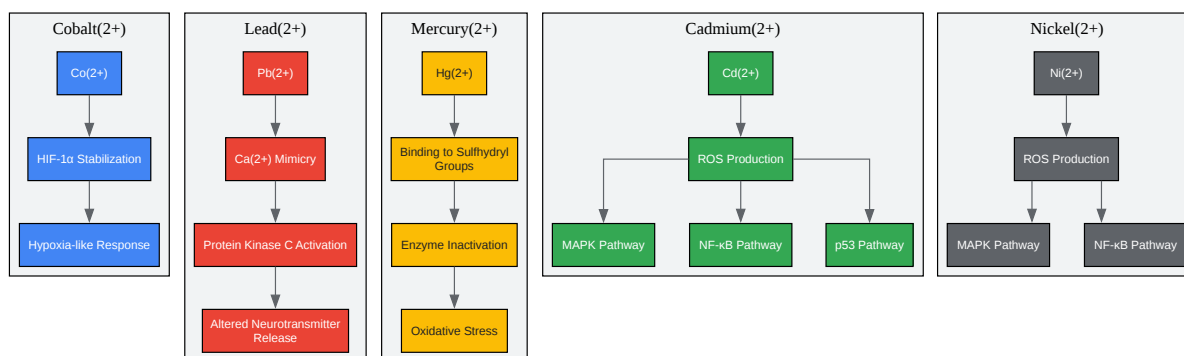 Cobalt(2+)
Co(2+)
HIF-1α Stabilization
Hypoxia-like Response
Lead(2+)
Pb(2+)
Ca(2+) Mimicry
Protein Kinase C Activation
Altered Neurotransmitter
Release
Mercury(2+)
Hg(2+)
Binding to Sulfhydryl
Groups
Enzyme Inactivation
Oxidative Stress
Cadmium(2+)
Cd(2+)
ROS Production
MAPK Pathway
NF-κB Pathway
p53 Pathway
Nickel(2+)
Ni(2+)
ROS Production
MAPK Pathway
NF-κB Pathway